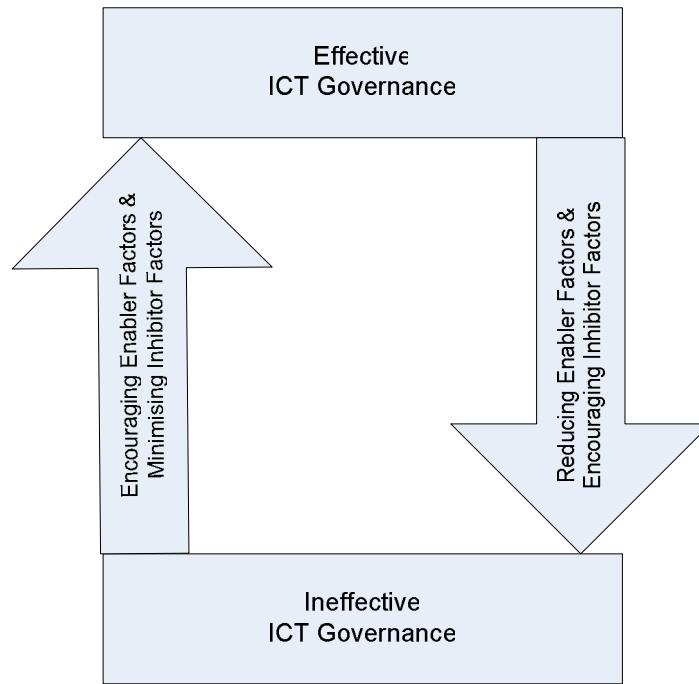 Effective
ICT Governance
Encouraging Enabler Factors &
Minimising Inhibitor Factors
Reducing Enabler Factors &
Encouraging Inhibitor Factors
Ineffective
ICT Governance